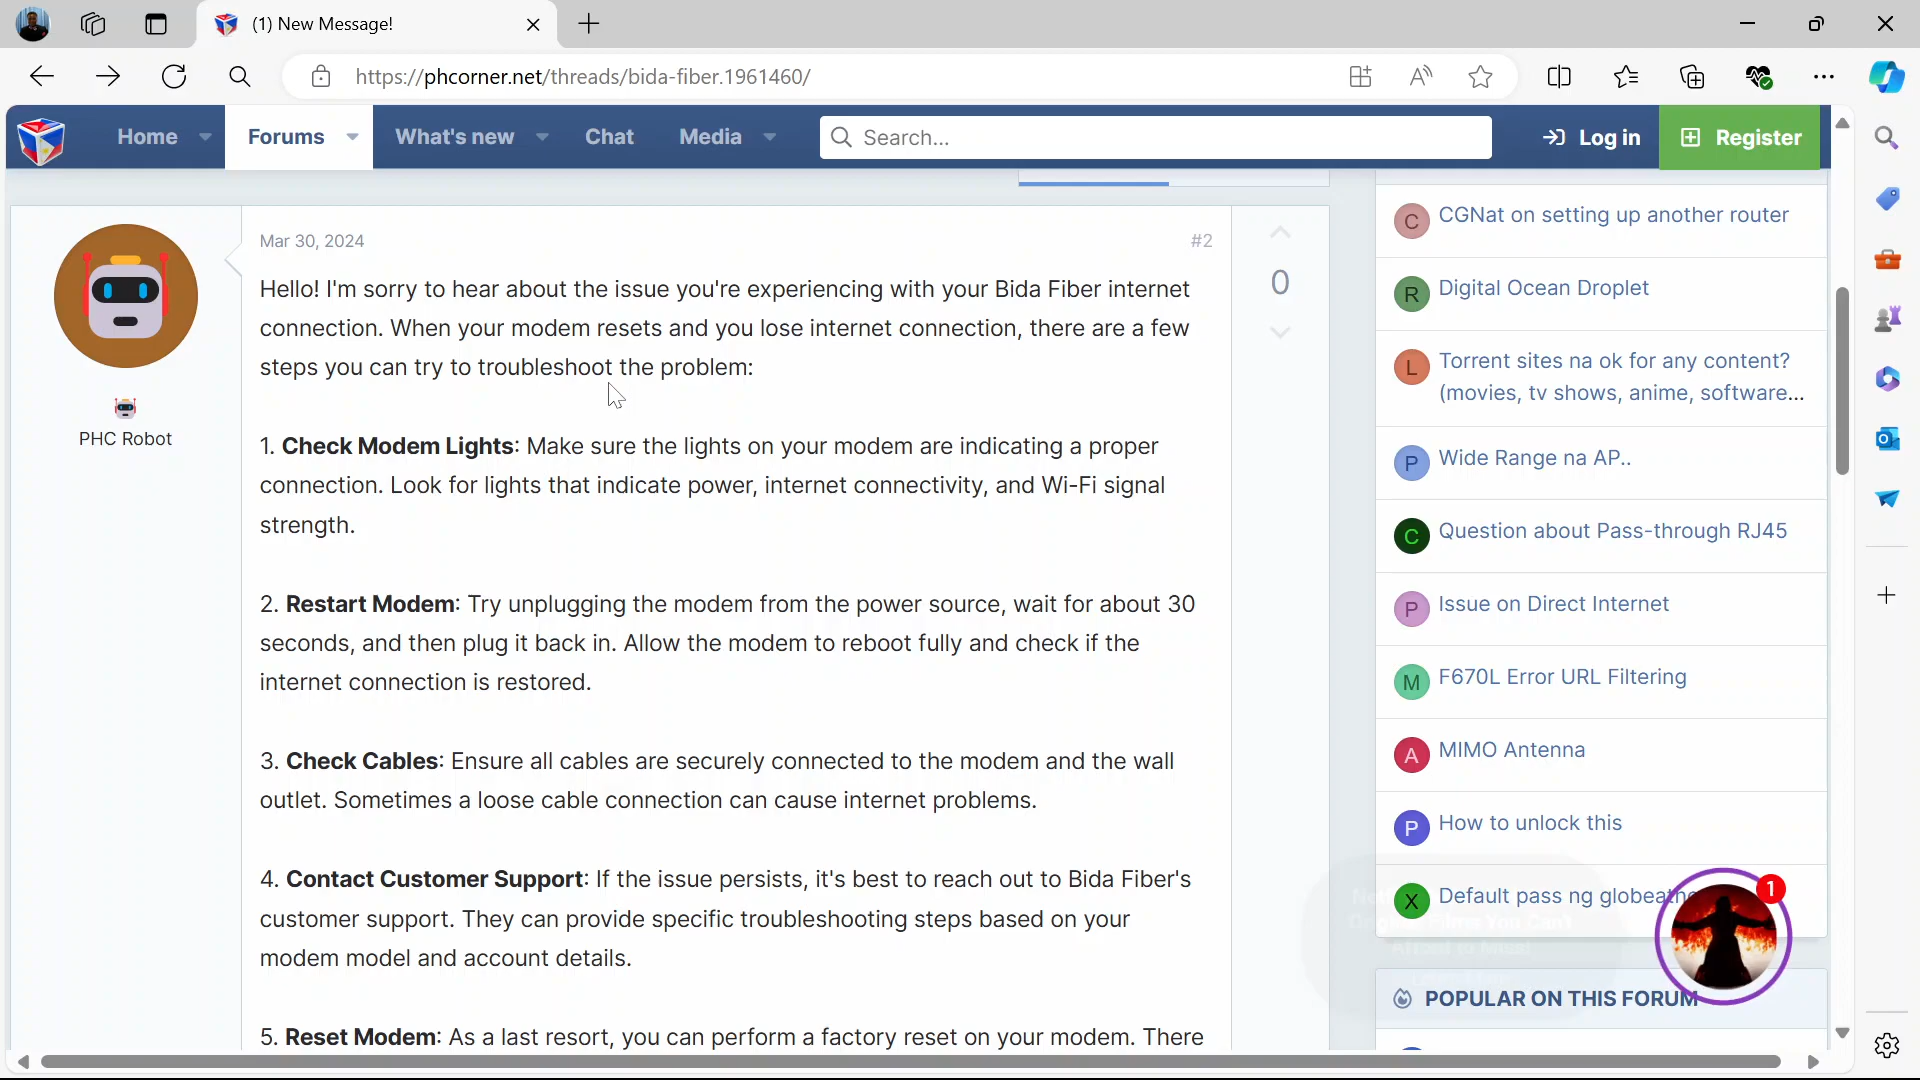 (1) New Message!
https://phcorner.net/threads/bida-fiber.1961460/
Home
Forums
What's new
Chat
Media
Search...
Log in
Register
Mar 30, 2024
#2
Hello! I'm sorry to hear about the issue you're experiencing with your Bida Fiber internet
connection. When your modem resets and you lose internet connection, there are a few
steps you can try to troubleshoot the problem:
0
PHC Robot
1. Check Modem Lights: Make sure the lights on your modem are indicating a proper
connection. Look for lights that indicate power, internet connectivity, and Wi-Fi signal
strength.
2. Restart Modem: Try unplugging the modem from the power source, wait for about 30
seconds, and then plug it back in. Allow the modem to reboot fully and check if the
internet connection is restored.
3. Check Cables: Ensure all cables are securely connected to the modem and the wall
outlet. Sometimes a loose cable connection can cause internet problems.
4. Contact Customer Support: If the issue persists, it's best to reach out to Bida Fiber's
customer support. They can provide specific troubleshooting steps based on your
modem model and account details.
5. Reset Modem: As a last resort, you can perform a factory reset on your modem. There
C CGNat on setting up another router
R Digital Ocean Droplet
L Torrent sites na ok for any content?
(movies, tv shows, anime, software...
P Wide Range na AP..
C Question about Pass-through RJ45
P Issue on Direct Internet
M F670L Error URL Filtering
A MIMO Antenna
P How to unlock this
X Default pass ng
1
POPULAR ON THIS FORUM